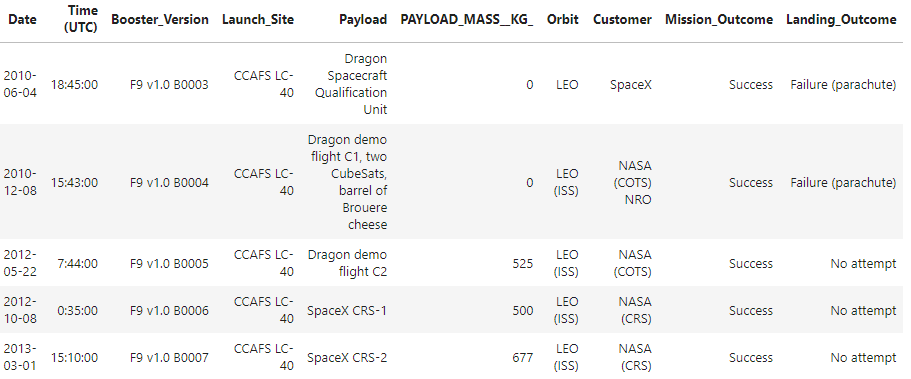 Date Time (UTC) Booster_Version Launch_Site Payload PAYLOAD_MASS__KG_ Orbit Customer Mission_Outcome Landing_Outcome
2010-06-04 18:45:00 F9 v1.0 B0003 CCAFS LC-40 Dragon Spacecraft Qualification Unit 0 LEO SpaceX Success Failure (parachute)
2010-12-08 15:43:00 F9 v1.0 B0004 CCAFS LC-40 Dragon demo flight C1, two CubeSats, barrel of Brouere cheese 0 LEO (ISS) NASA (COTS) NRO Success Failure (parachute)
2012-05-22 7:44:00 F9 v1.0 B0005 CCAFS LC-40 Dragon demo flight C2 525 LEO (ISS) NASA (COTS) Success No attempt
2012-10-08 0:35:00 F9 v1.0 B0006 CCAFS LC-40 SpaceX CRS-1 500 LEO (ISS) NASA (CRS) Success No attempt
2013-03-01 15:10:00 F9 v1.0 B0007 CCAFS LC-40 SpaceX CRS-2 677 LEO (ISS) NASA (CRS) Success No attempt